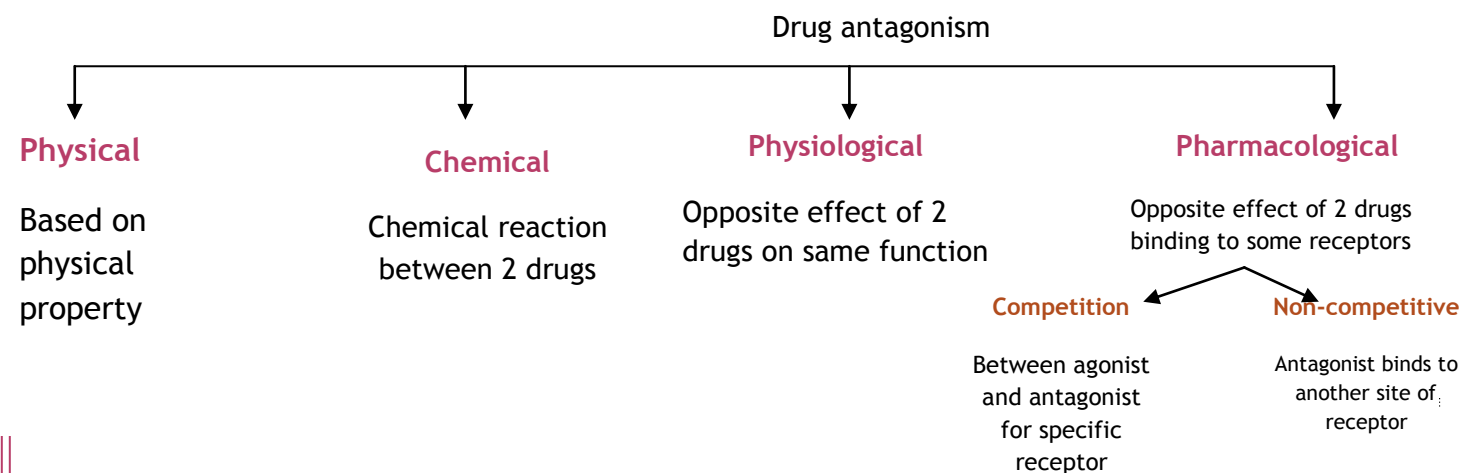 Drug antagonism
Physical
Based on
physical
property
Chemical
Chemical reaction
between 2 drugs
Physiological
Opposite effect of 2
drugs on same function
Pharmacological
Opposite effect of 2 drugs
binding to some receptors
Competition
Between agonist
and antagonist
for specific
receptor
Non-competitive
Antagonist binds to
another site of
receptor